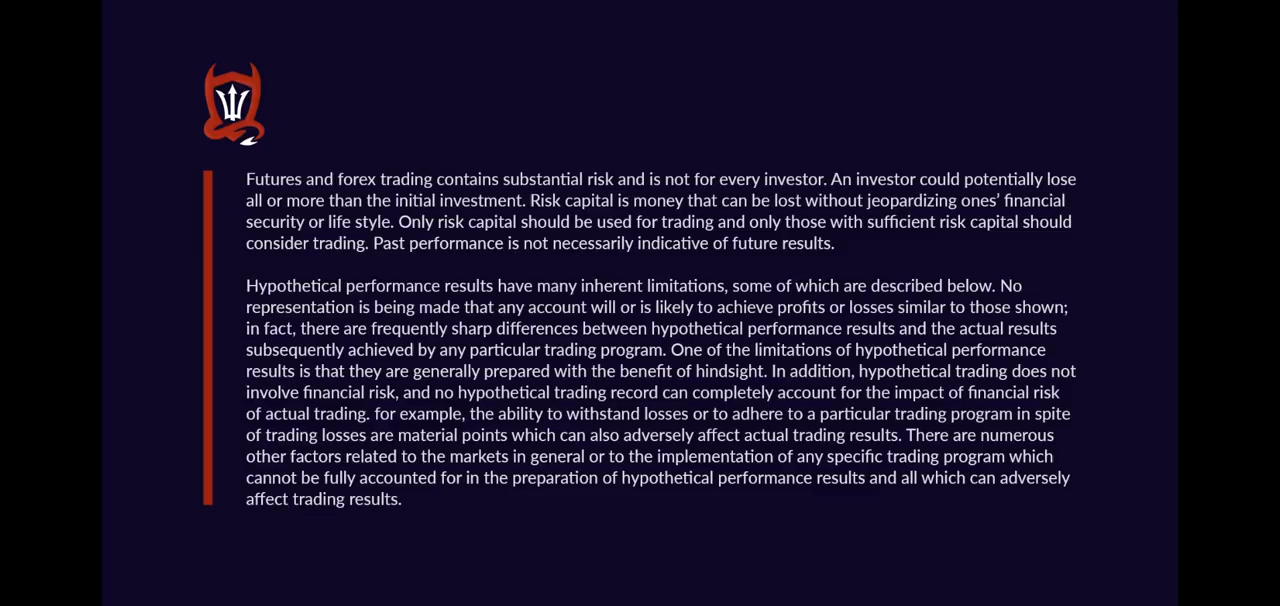 Futures and forex trading contains substantial risk and is not for every investor. An investor could potentially lose
all or more than the initial investment. Risk capital is money that can be lost without jeopardizing ones’ financial
security or life style. Only risk capital should be used for trading and only those with sufficient risk capital should
consider trading. Past performance is not necessarily indicative of future results.
Hypothetical performance results have many inherent limitations, some of which are described below. No
representation is being made that any account will or is likely to achieve profits or losses similar to those shown;
in fact, there are frequently sharp differences between hypothetical performance results and the actual results
subsequently achieved by any particular trading program. One of the limitations of hypothetical performance
results is that they are generally prepared with the benefit of hindsight. In addition, hypothetical trading does not
involve financial risk, and no hypothetical trading record can completely account for the impact of financial risk
of actual trading. for example, the ability to withstand losses or to adhere to a particular trading program in spite
of trading losses are material points which can also adversely affect actual trading results. There are numerous
other factors related to the markets in general or to the implementation of any specific trading program which
cannot be fully accounted for in the preparation of hypothetical performance results and all which can adversely
affect trading results.